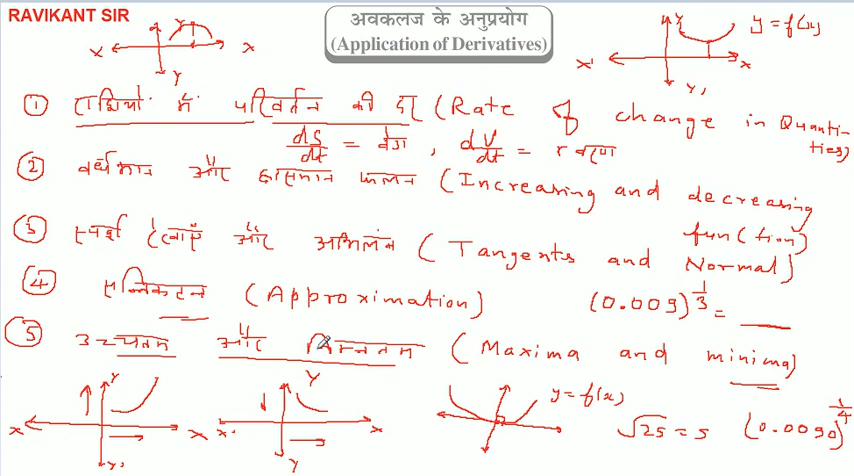 RAVIKANT SIR
अवकलज के अनुप्रयोग
(Application of Derivatives)
y = f(x)
① राशियों में परिवर्तन की दर (Rate of change in Quantities)
ds/dt = वेग , dv/dt = त्वरण
② वर्धमान और ह्रासमान फलन (Increasing and decreasing function)
③ स्पर्श रेखाएँ और अभिलंब (Tangents and Normal)
④ सन्निकटन (Approximation) (0.009)^1/3 =
⑤ उच्चतम और निम्नतम (Maxima and minima)
y = f(x)
√25 = 5 (0.0090)^1/4